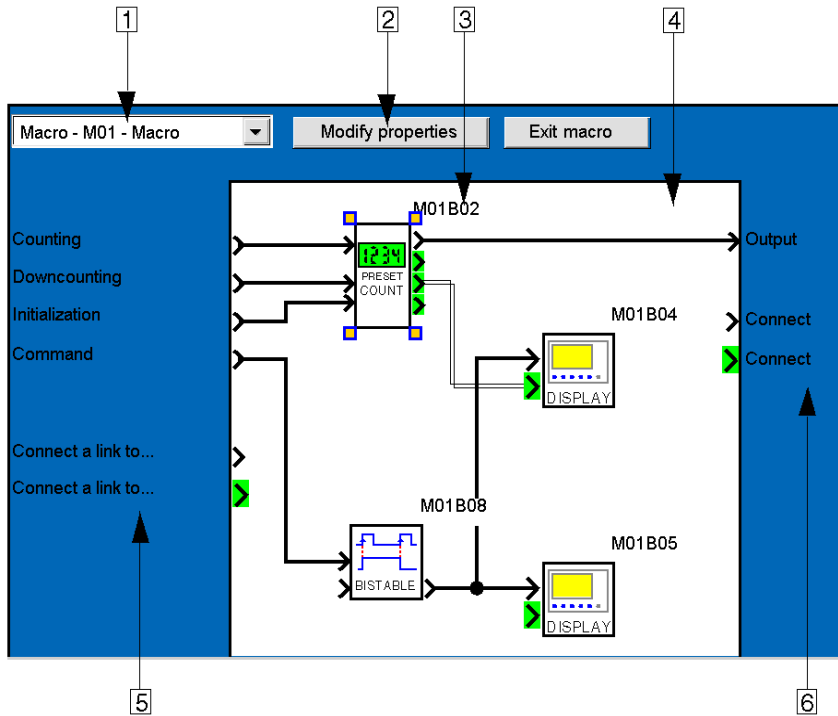 1
2
3
4
Macro - M01 - Macro
Modify properties
Exit macro
M01B02
Counting
1234
Output
Downcounting
PRESET
COUNT
Initialization
M01B04
Connect
Command
Connect
DISPLAY
Connect a link to...
Connect a link to...
M01B08
M01B05
BISTABLE
DISPLAY
5
6